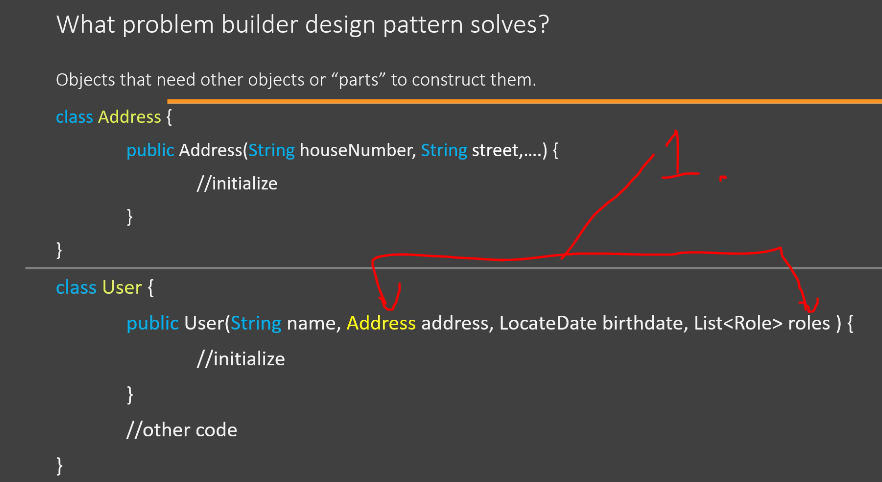 What problem builder design pattern solves?
Objects that need other objects or “parts” to construct them.
class Address {
public Address(String houseNumber, String street,....) {
//initialize
}
}
1.
class User {
public User(String name, Address address, LocateDate birthdate, List<Role> roles ) {
//initialize
}
//other code
}